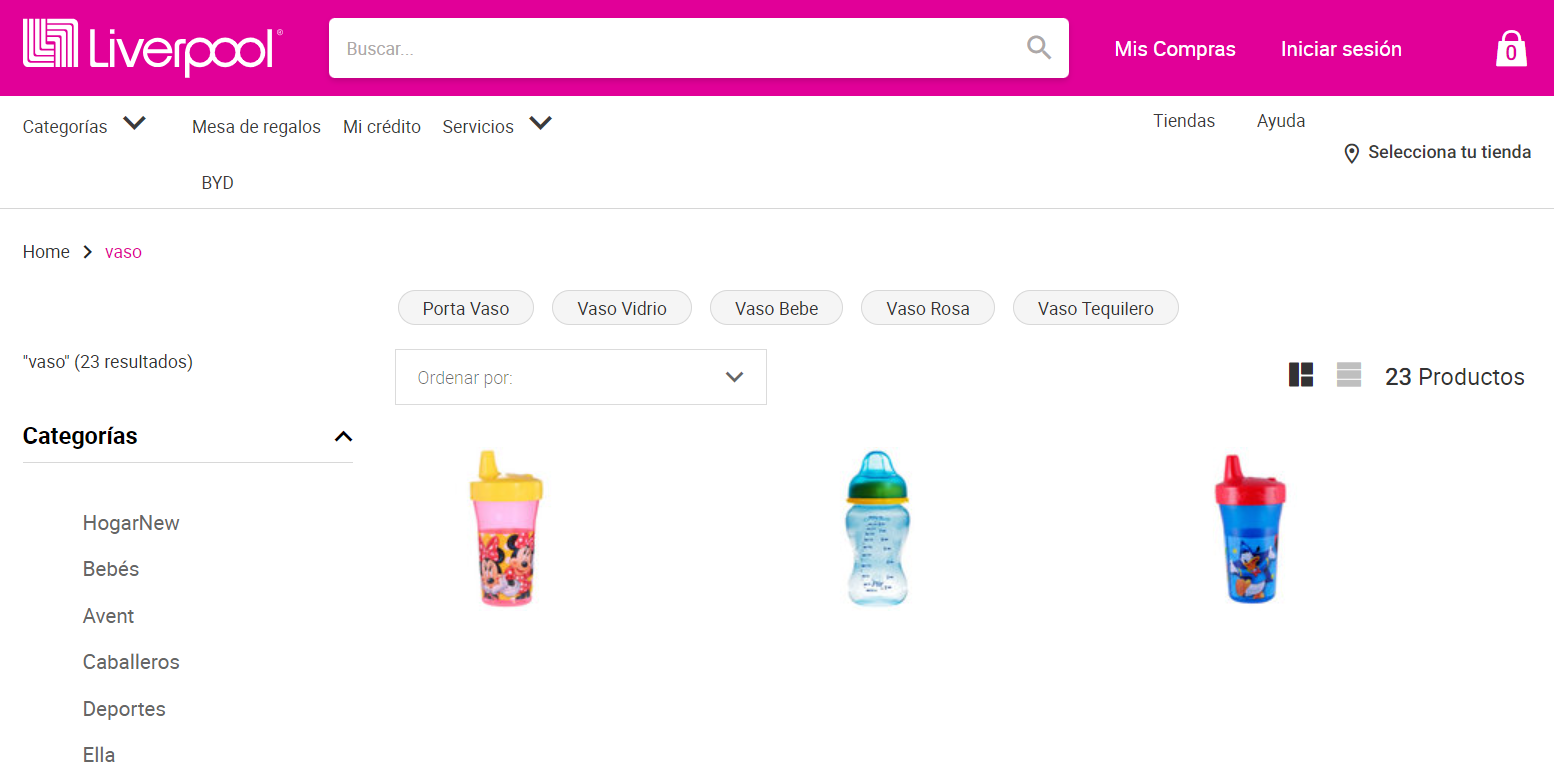 Liverpool®
Buscar...
Mis Compras
Iniciar sesión
0
Categorías
Mesa de regalos
Mi crédito
Servicios
Tiendas
Ayuda
Selecciona tu tienda
BYD
Home
vaso
Porta Vaso
Vaso Vidrio
Vaso Bebe
Vaso Rosa
Vaso Tequilero
"vaso" (23 resultados)
Ordenar por:
23 Productos
Categorías
HogarNew
Bebés
Avent
Caballeros
Deportes
Ella